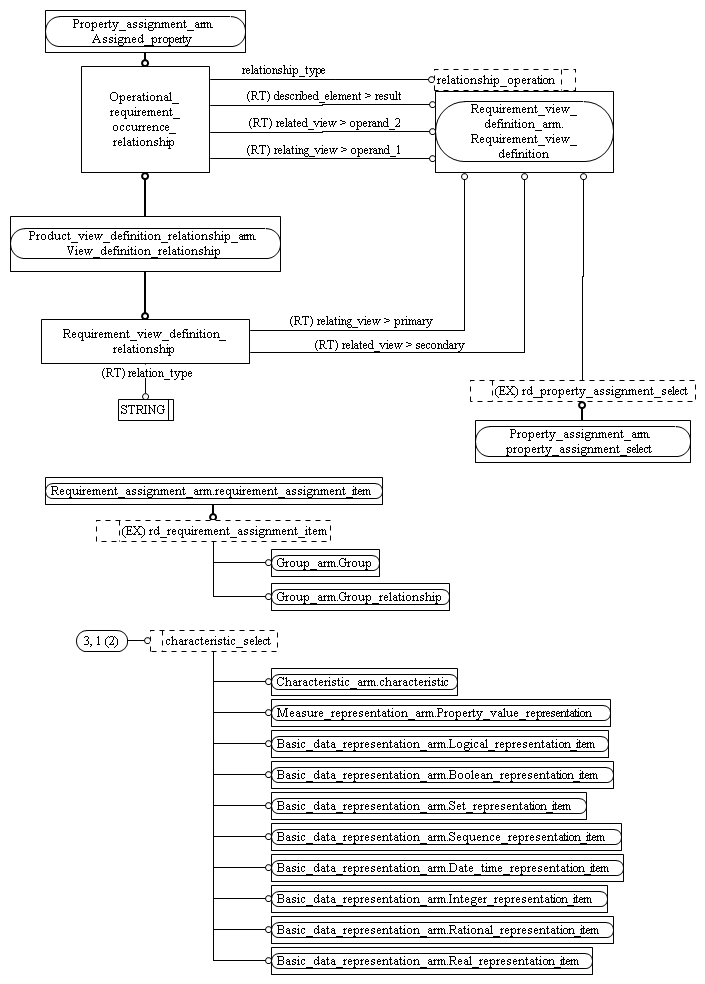 Property_assignment_arm.
Assigned_property
relationship_type
relationship_operation
Operational_
requirement_
occurrence_
relationship
(RT) described_element > result
(RT) related_view > operand_2
(RT) relating_view > operand_1
Requirement_view_
definition_arm.
Requirement_view_
definition
Product_view_definition_relationship_arm.
View_definition_relationship
Requirement_view_definition_
relationship
(RT) relating_view > primary
(RT) related_view > secondary
(RT) relation_type
STRING
(EX) rd_property_assignment_select
Property_assignment_arm.
property_assignment_select
Requirement_assignment_arm.requirement_assignment_item
(EX) rd_requirement_assignment_item
Group_arm.Group
Group_arm.Group_relationship
3, 1 (2)
characteristic_select
Characteristic_arm.characteristic
Measure_representation_arm.Property_value_representation
Basic_data_representation_arm.Logical_representation_item
Basic_data_representation_arm.Boolean_representation_item
Basic_data_representation_arm.Set_representation_item
Basic_data_representation_arm.Sequence_representation_item
Basic_data_representation_arm.Date_time_representation_item
Basic_data_representation_arm.Integer_representation_item
Basic_data_representation_arm.Rational_representation_item
Basic_data_representation_arm.Real_representation_item